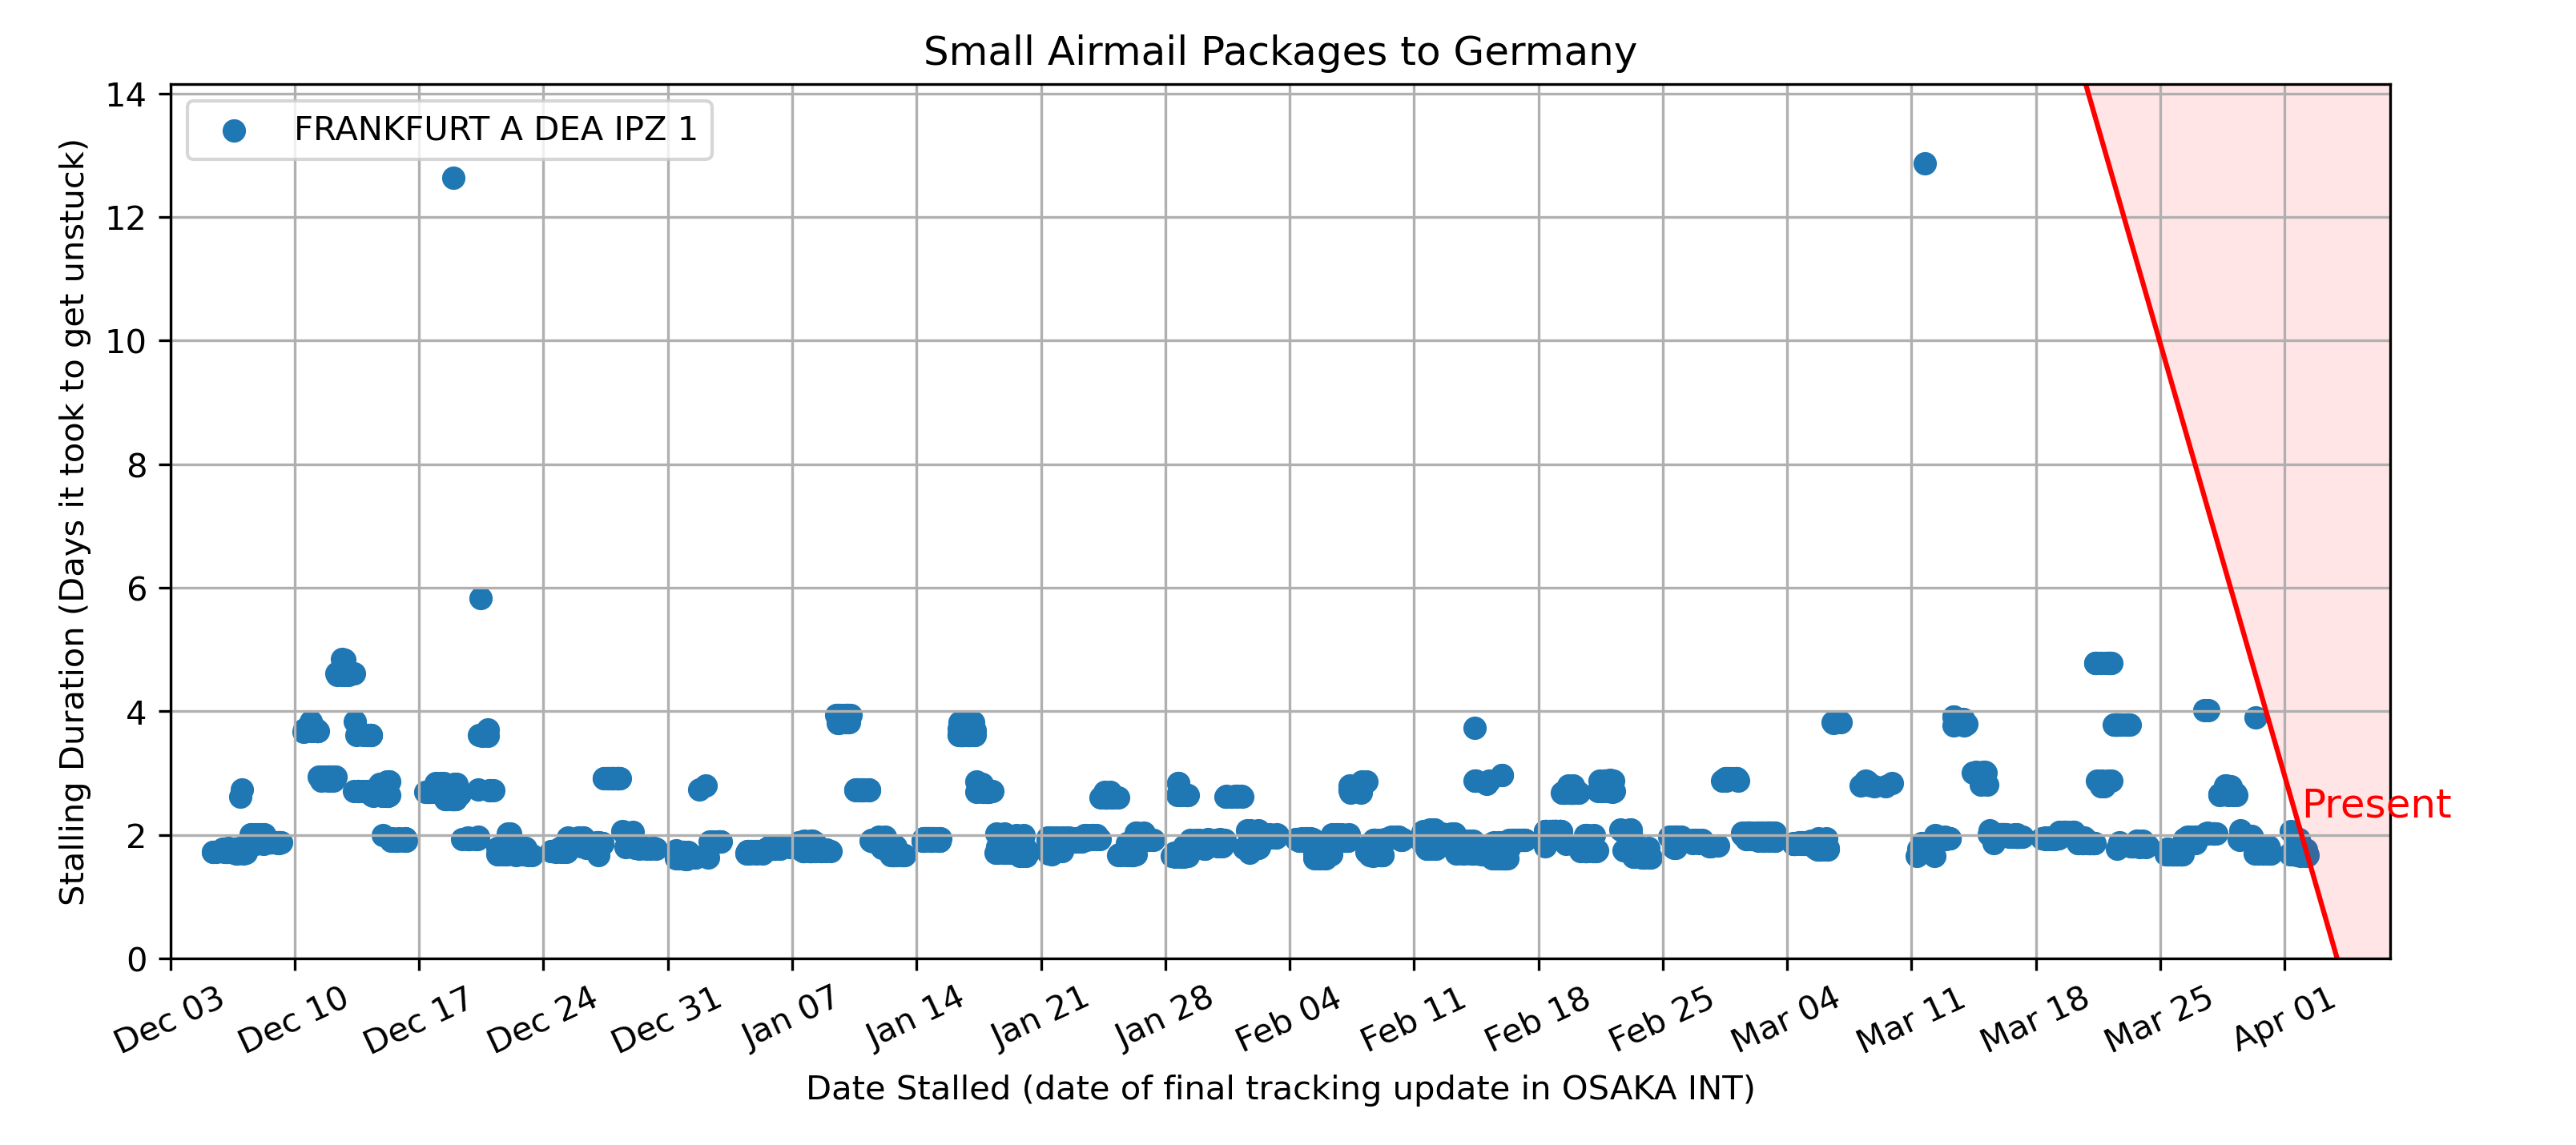 Small Airmail Packages to Germany
FRANKFURT A DEA IPZ 1
Stalling Duration (Days it took to get unstuck)
14
12
10
8
6
4
2
0
Present
Dec 03
Dec 10
Dec 17
Dec 24
Dec 31
Jan 07
Jan 14
Jan 21
Jan 28
Feb 04
Feb 11
Feb 18
Feb 25
Mar 04
Mar 11
Mar 18
Mar 25
Apr 01
Date Stalled (date of final tracking update in OSAKA INT)